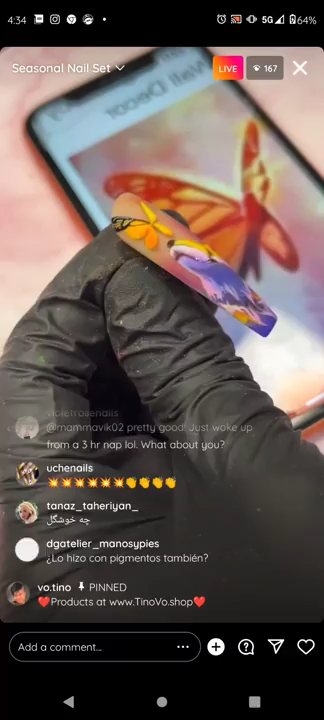 4:34
5G
64%
Seasonal Nail Set
LIVE
167
Wall Decor
violetrosenails
@mammavik02 pretty good! Just woke up
from a 3 hr nap lol. What about you?
uchenails
💥💥💥💥💥💥👏👏👏👏
tanaz_taheriyan_
چه خوشگل
dgatelier_manosypies
¿Lo hizo con pigmentos también?
vo.tino 📌 PINNED
❤️Products at www.TinoVo.shop❤️
Add a comment...